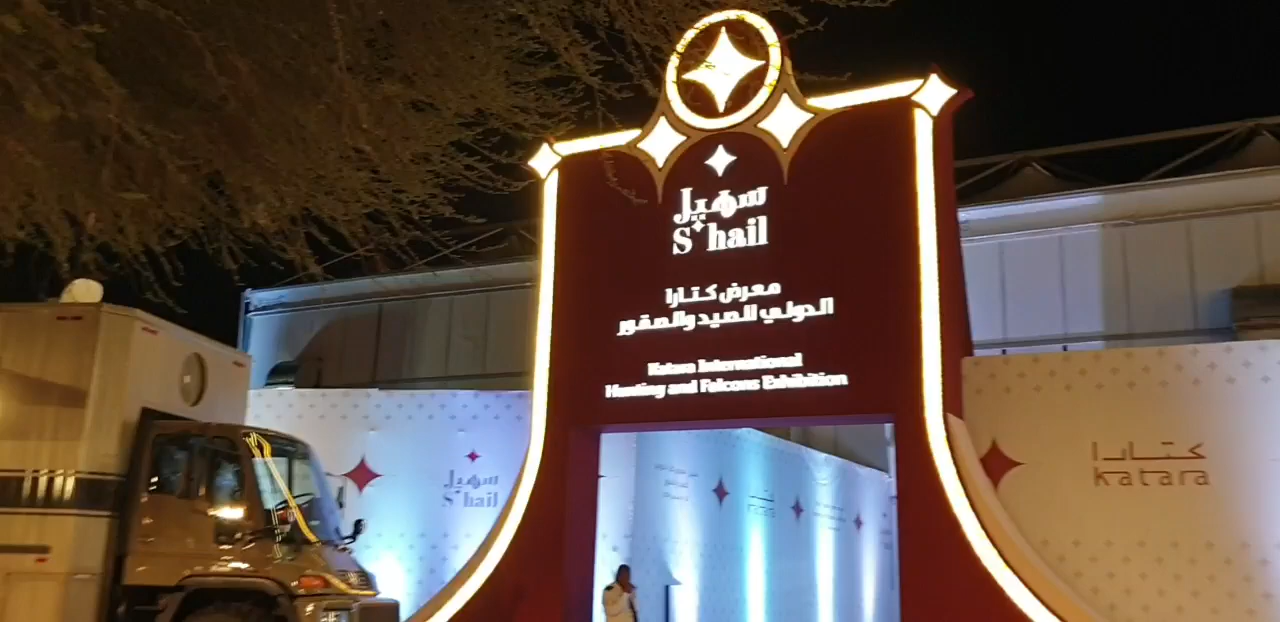 سهيل
S'hail
معرض كتارا
الدولي للصيد والصقور
Katara International
Hunting and Falcons Exhibition
سهيل
S'hail
كتارا
katara